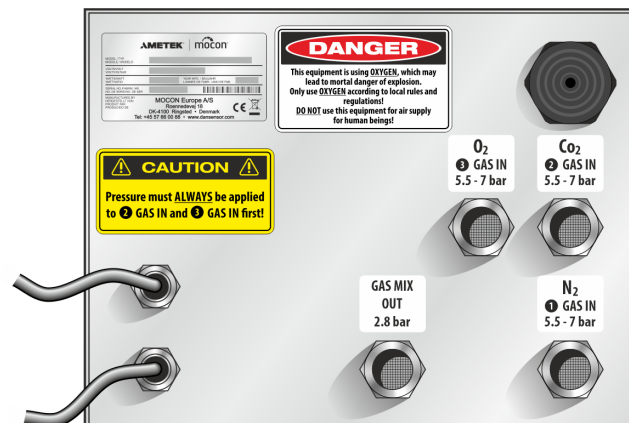 AMETEK mocon
MOCON Europe A/S
Roennedevej 18
DK-4100 Ringsted • Denmark
Tel: +45 57 66 00 88 • www.dansensor.com
CE
DANGER
This equipment is using OXYGEN, which may
lead to mortal danger of explosion.
Only use OXYGEN according to local rules and
regulations!
DO NOT use this equipment for air supply
for human beings!
CAUTION
Pressure must ALWAYS be applied
to 2 GAS IN and 3 GAS IN first!
O2
3 GAS IN
5.5 - 7 bar
Co2
2 GAS IN
5.5 - 7 bar
GAS MIX
OUT
2.8 bar
N2
1 GAS IN
5.5 - 7 bar